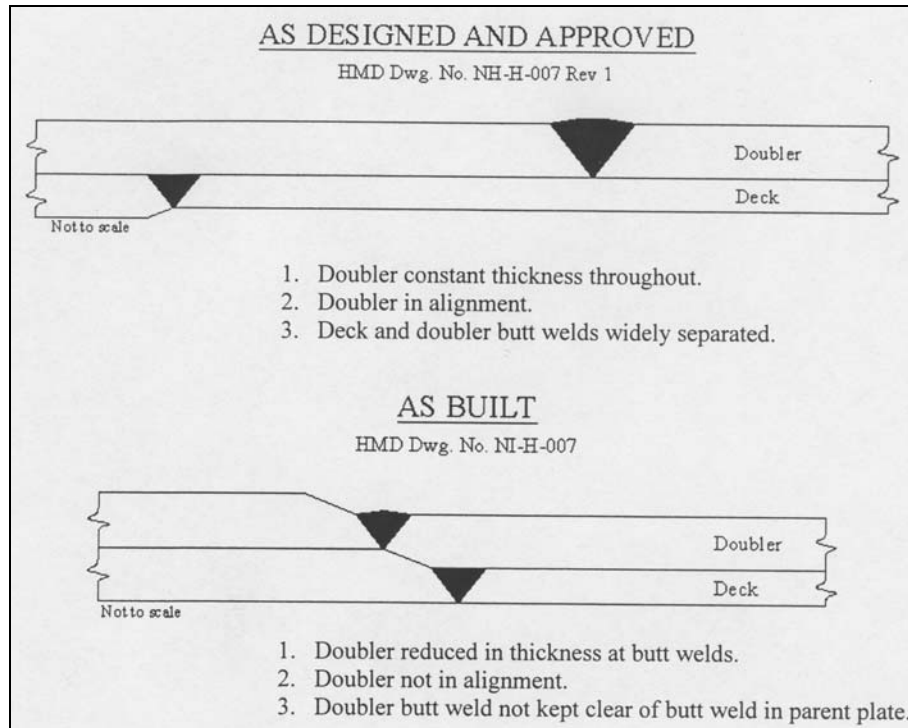 AS DESIGNED AND APPROVED
HMD Dwg. No. NH-H-007 Rev 1
Doubler
Deck
Not to scale
1. Doubler constant thickness throughout.
2. Doubler in alignment.
3. Deck and doubler butt welds widely separated.
AS BUILT
HMD Dwg. No. NI-H-007
Doubler
Deck
Not to scale
1. Doubler reduced in thickness at butt welds.
2. Doubler not in alignment.
3. Doubler butt weld not kept clear of butt weld in parent plate.